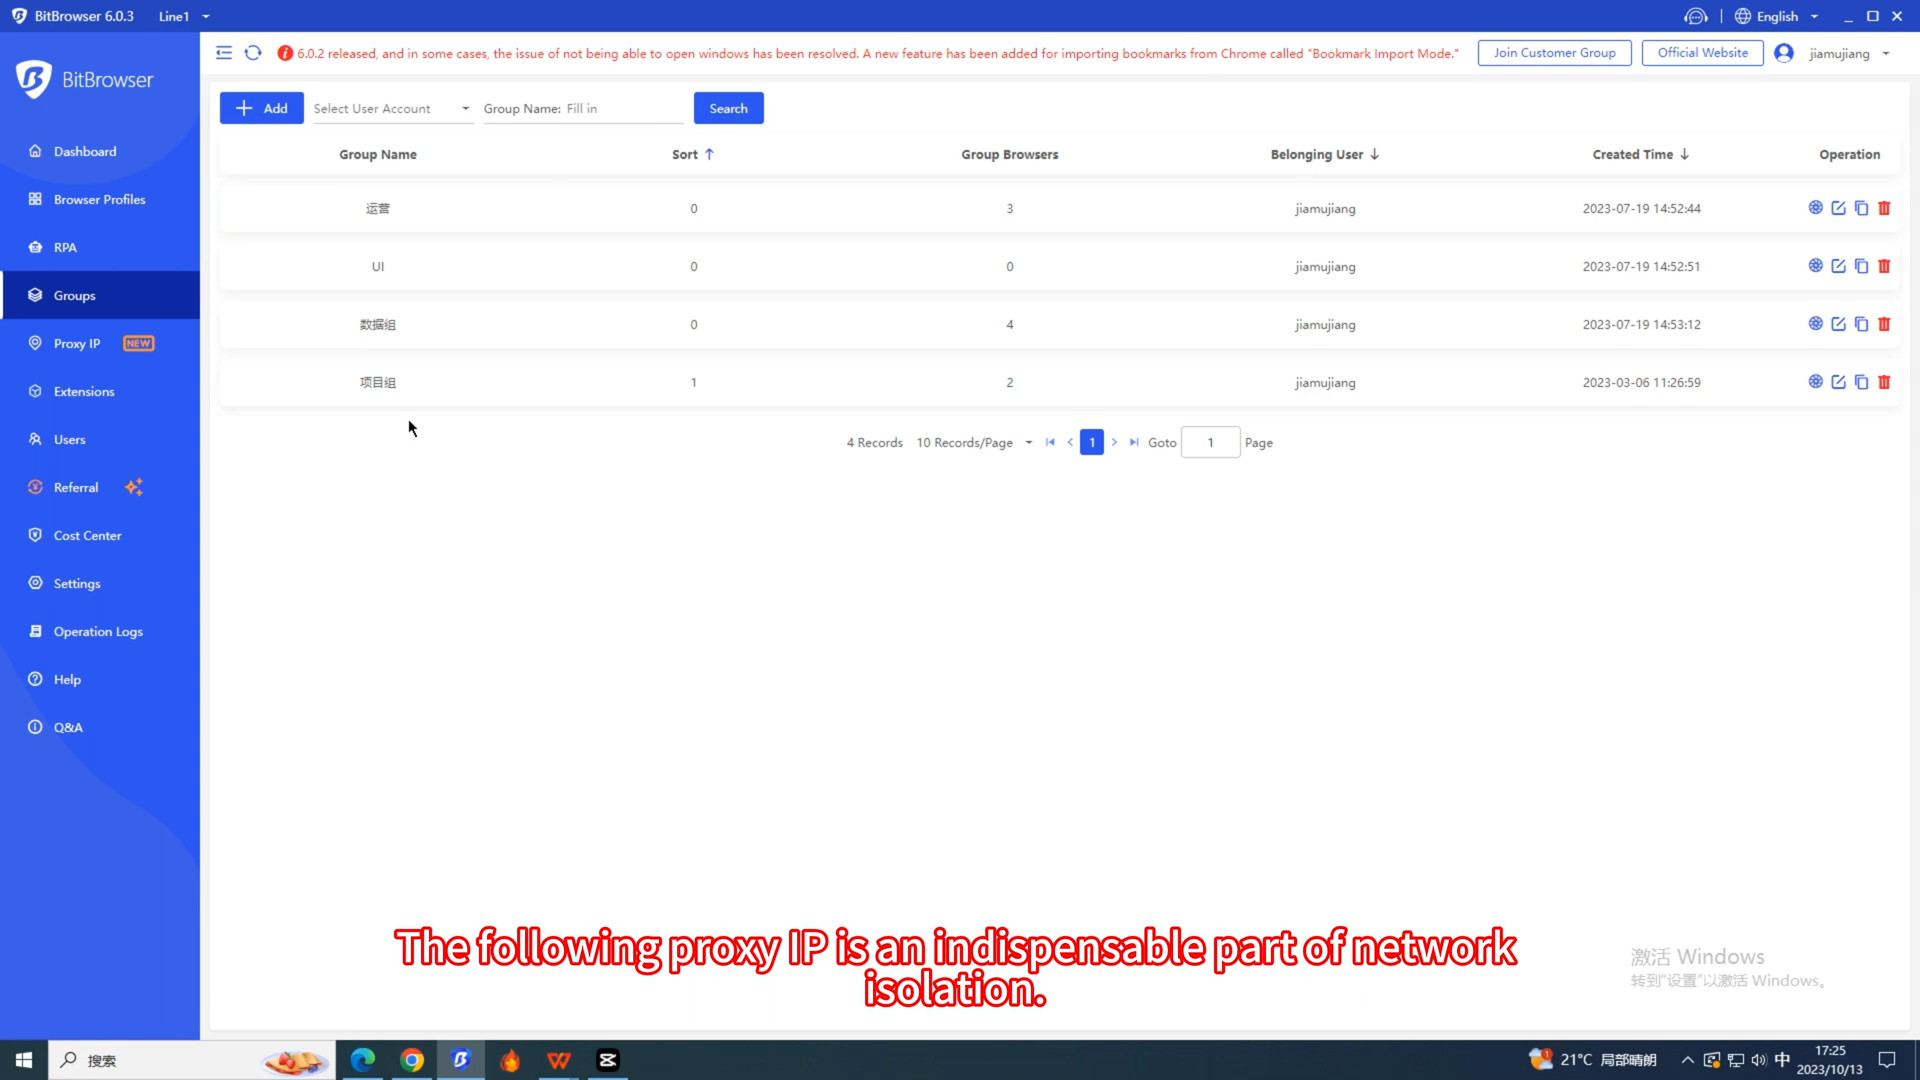 BitBrowser 6.0.3 Line1 English
6.0.2 released, and in some cases, the issue of not being able to open windows has been resolved. A new feature has been added for importing bookmarks from Chrome called "Bookmark Import Mode." Join Customer Group Official Website jiamujiang
BitBrowser
Dashboard
Browser Profiles
RPA
Groups
Proxy IP NEW
Extensions
Users
Referral
Cost Center
Settings
Operation Logs
Help
Q&A
Add Select User Account Group Name: Fill in Search
Group Name Sort Group Browsers Belonging User Created Time Operation
运营 0 3 jiamujiang 2023-07-19 14:52:44
UI 0 0 jiamujiang 2023-07-19 14:52:51
数据组 0 4 jiamujiang 2023-07-19 14:53:12
项目组 1 2 jiamujiang 2023-03-06 11:26:59
4 Records 10 Records/Page 1 Goto 1 Page
The following proxy IP is an indispensable part of network
isolation.
激活 Windows
转到"设置"以激活 Windows。
搜索 1 21°C 局部晴朗 中 17:25
2023/10/13